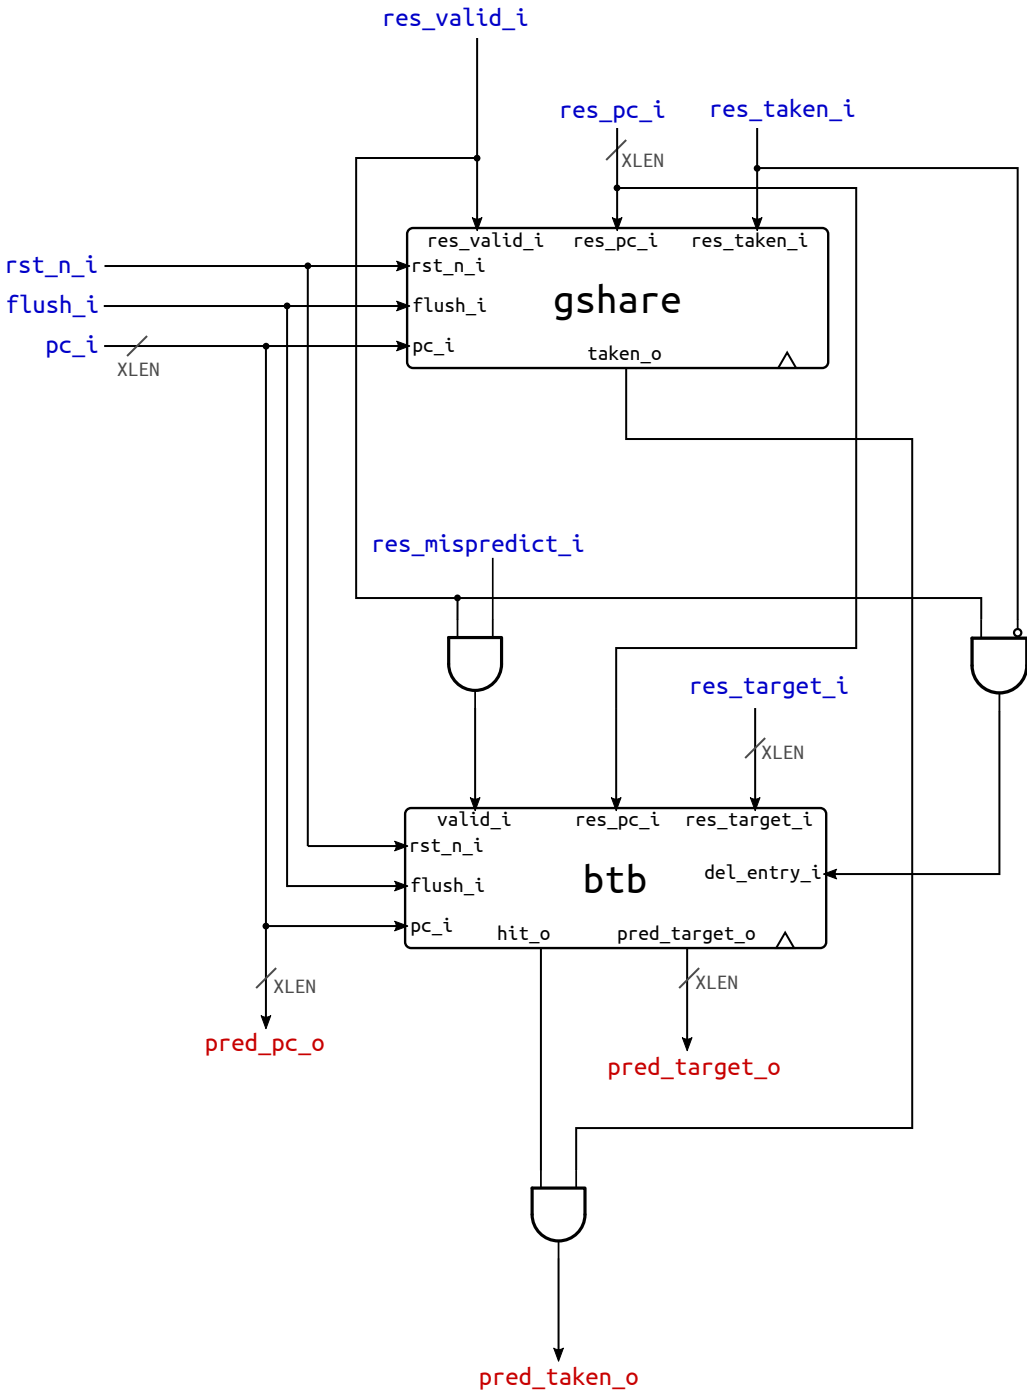 res_valid_i
res_pc_i
res_taken_i
XLEN
res_valid_i
res_pc_i
res_taken_i
rst_n_i
rst_n_i
flush_i
flush_i
gshare
pc_i
XLEN
pc_i
taken_o
res_mispredict_i
res_target_i
XLEN
valid_i
res_pc_i
res_target_i
rst_n_i
flush_i
btb
del_entry_i
pc_i
hit_o
pred_target_o
XLEN
XLEN
pred_pc_o
pred_target_o
pred_taken_o